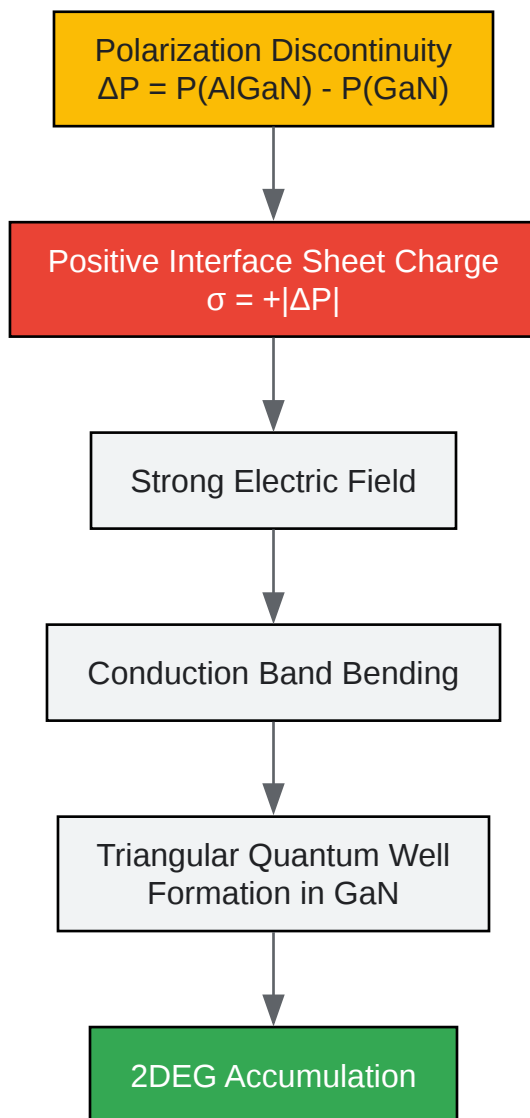 Polarization Discontinuity
ΔP = P(AlGaN) - P(GaN)
Positive Interface Sheet Charge
σ = +|ΔP|
Strong Electric Field
Conduction Band Bending
Triangular Quantum Well
Formation in GaN
2DEG Accumulation